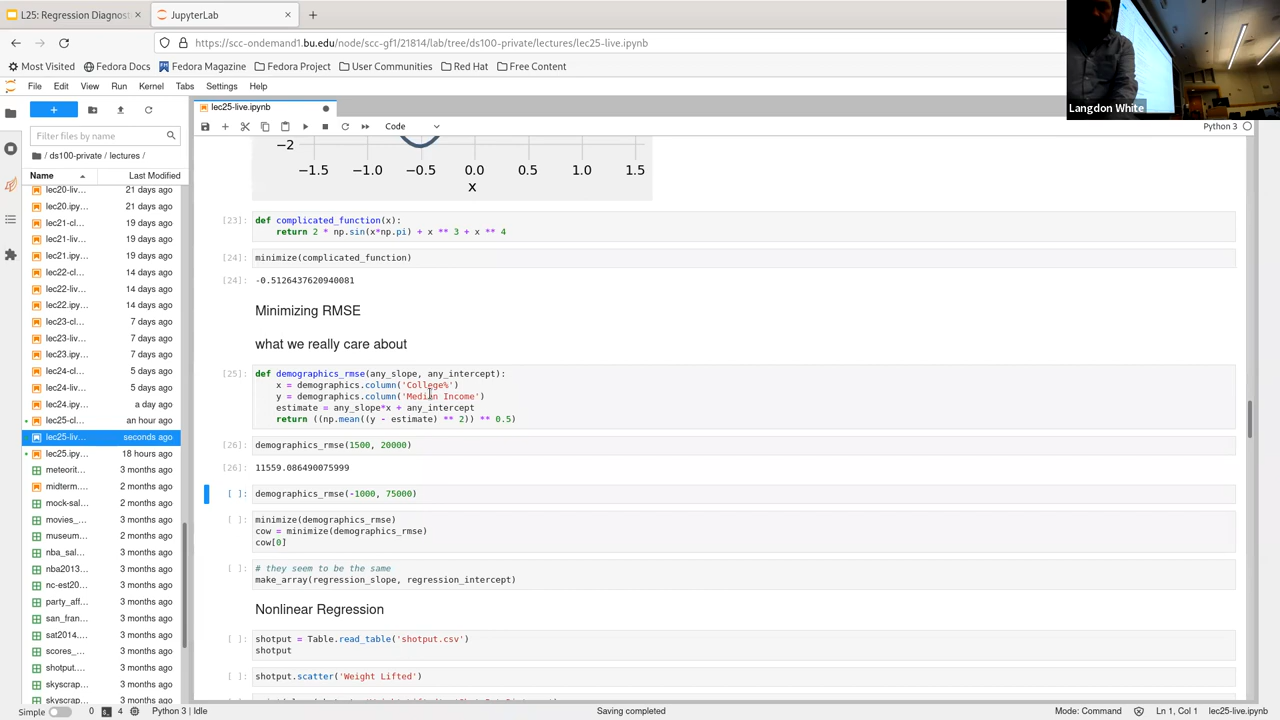 L25: Regression Diagnost
JupyterLab
https://scc-ondemand1.bu.edu/node/scc-gf1/21814/lab/tree/ds100-private/lectures/lec25-live.ipynb
Most Visited
Fedora Docs
Fedora Magazine
Fedora Project
User Communities
Red Hat
Free Content
Langdon White
File Edit View Run Kernel Tabs Settings Help
lec25-live.ipynb
Filter files by name
Code
Python 3
/ ds100-private / lectures /
Name Last Modified
lec20-liv... 21 days ago
lec20.ipy... 21 days ago
lec21-cl... 19 days ago
lec21-liv... 19 days ago
lec21.ipy... 19 days ago
lec22-cl... 14 days ago
lec22-liv... 14 days ago
lec22.ipy... 14 days ago
lec23-cl... 7 days ago
lec23-liv... 7 days ago
lec23.ipy... 7 days ago
lec24-cl... 5 days ago
lec24-liv... 5 days ago
lec24.ipy... a day ago
lec25-cl... an hour ago
lec25-liv... seconds ago
lec25.ipy... 18 hours ago
meteorit... 3 months ago
midterm.... 2 months ago
mock-sal... 3 months ago
movies_... 3 months ago
museum... 2 months ago
nba_sal... 3 months ago
nba2013... 3 months ago
nc-est20... 3 months ago
party_aff... 3 months ago
san_fran... 3 months ago
sat2014.... 3 months ago
scores_... 3 months ago
shotput.... 3 months ago
skyscrap... 3 months ago
skyscrap... 3 months ago
−2
−1.5 −1.0 −0.5 0.0 0.5 1.0 1.5
x
[23]: def complicated_function(x):
return 2 * np.sin(x*np.pi) + x ** 3 + x ** 4
[24]: minimize(complicated_function)
[24]: -0.5126437620940081
Minimizing RMSE
what we really care about
[25]: def demographics_rmse(any_slope, any_intercept):
x = demographics.column('College%')
y = demographics.column('Median Income')
estimate = any_slope*x + any_intercept
return ((np.mean((y - estimate) ** 2)) ** 0.5)
[26]: demographics_rmse(1500, 20000)
[26]: 11559.086490075999
[ ]: demographics_rmse(-1000, 75000)
[ ]: minimize(demographics_rmse)
cow = minimize(demographics_rmse)
cow[0]
[ ]: # they seem to be the same
make_array(regression_slope, regression_intercept)
Nonlinear Regression
[ ]: shotput = Table.read_table('shotput.csv')
shotput
[ ]: shotput.scatter('Weight Lifted')
Simple 0 4 Python 3 | Idle Saving completed Mode: Command Ln 1, Col 1 lec25-live.ipynb